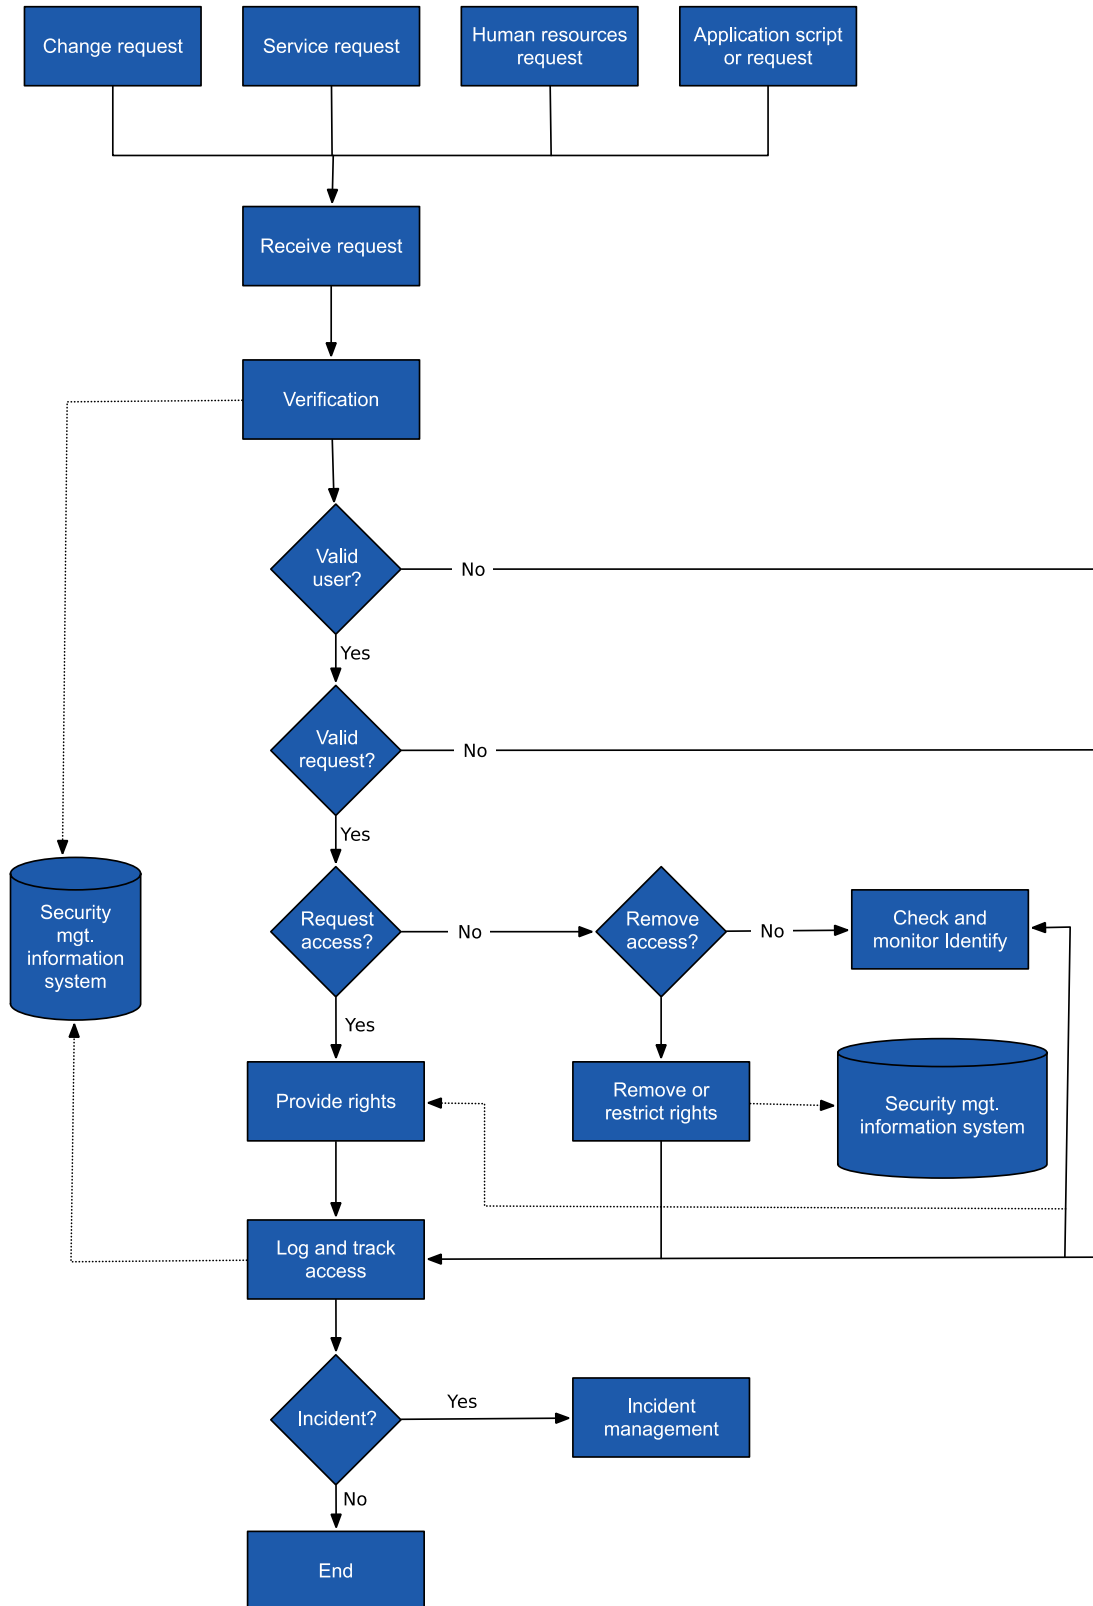 Change request
Service request
Human resources
request
Application script
or request
Receive request
Verification
Valid
user?
No
Yes
Valid
request?
No
Yes
Security
mgt.
information
system
Request
access?
No
Remove
access?
No
Check and
monitor Identify
Yes
Provide rights
Remove or
restrict rights
Security mgt.
information system
Log and track
access
Incident?
Yes
Incident
management
No
End